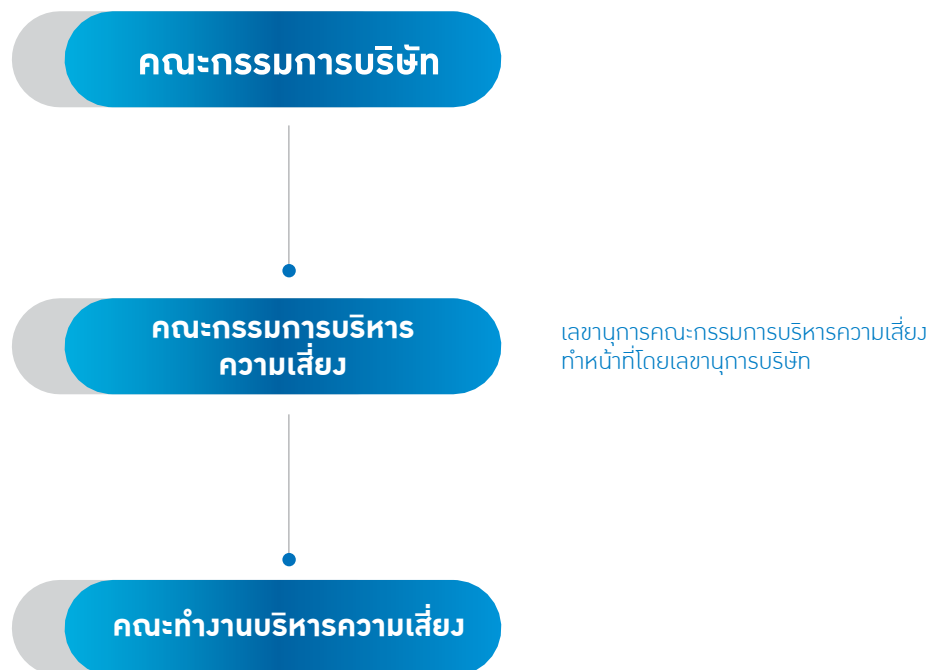 คณะกรรมการบริษัท
คณะกรรมการบริหาร
ความเสี่ยง
เลขานุการคณะกรรมการบริหารความเสี่ยง
ทำหน้าที่โดยเลขานุการบริษัท
คณะทำงานบริหารความเสี่ยง